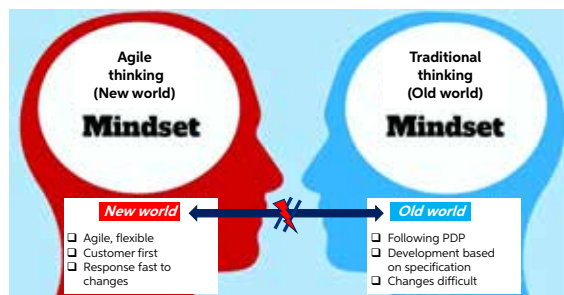 Agile
thinking
(New world)
Mindset
Traditional
thinking
(Old world)
Mindset
New world
Old world
❑ Agile, flexible
❑ Customer first
❑ Response fast to
changes
❑ Following PDP
❑ Development based
on specification
❑ Changes difficult